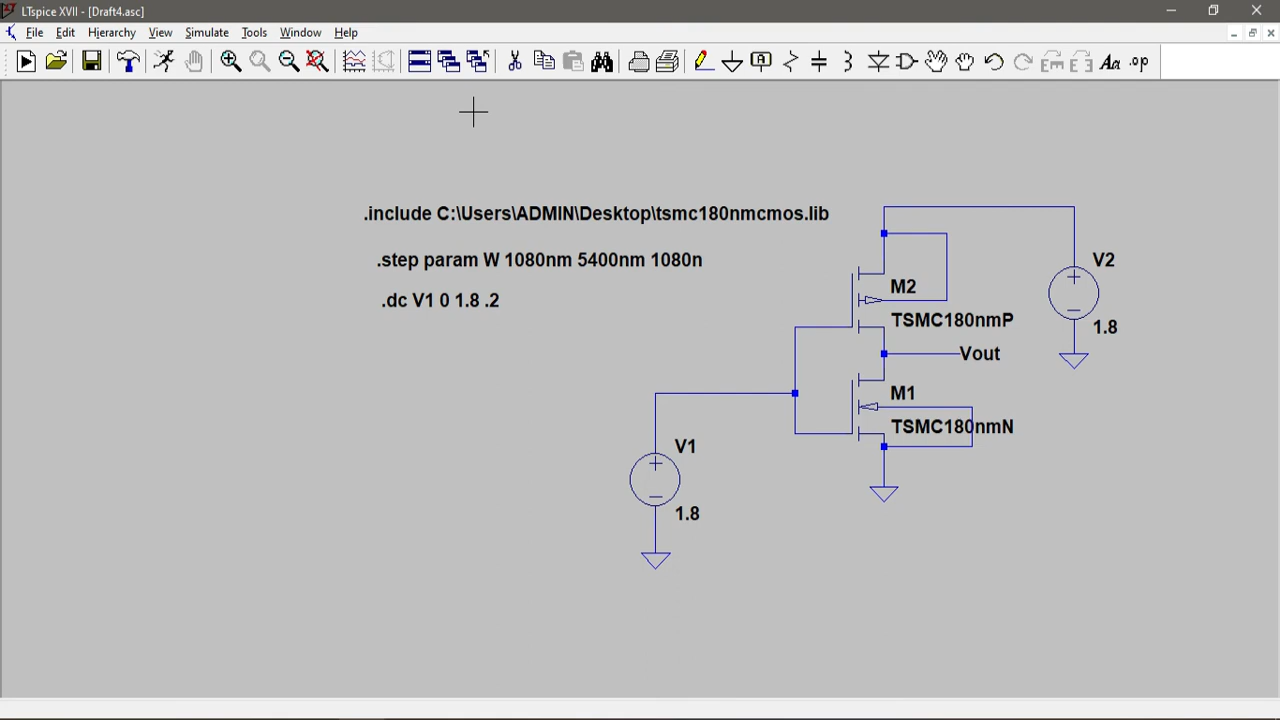 LTspice XVII - [Draft4.asc]
File Edit Hierarchy View Simulate Tools Window Help
Aa .op
.include C:\Users\ADMIN\Desktop\tsmc180nmcmos.lib
.step param W 1080nm 5400nm 1080n
.dc V1 0 1.8 .2
V2
1.8
M2
TSMC180nmP
Vout
M1
TSMC180nmN
V1
1.8